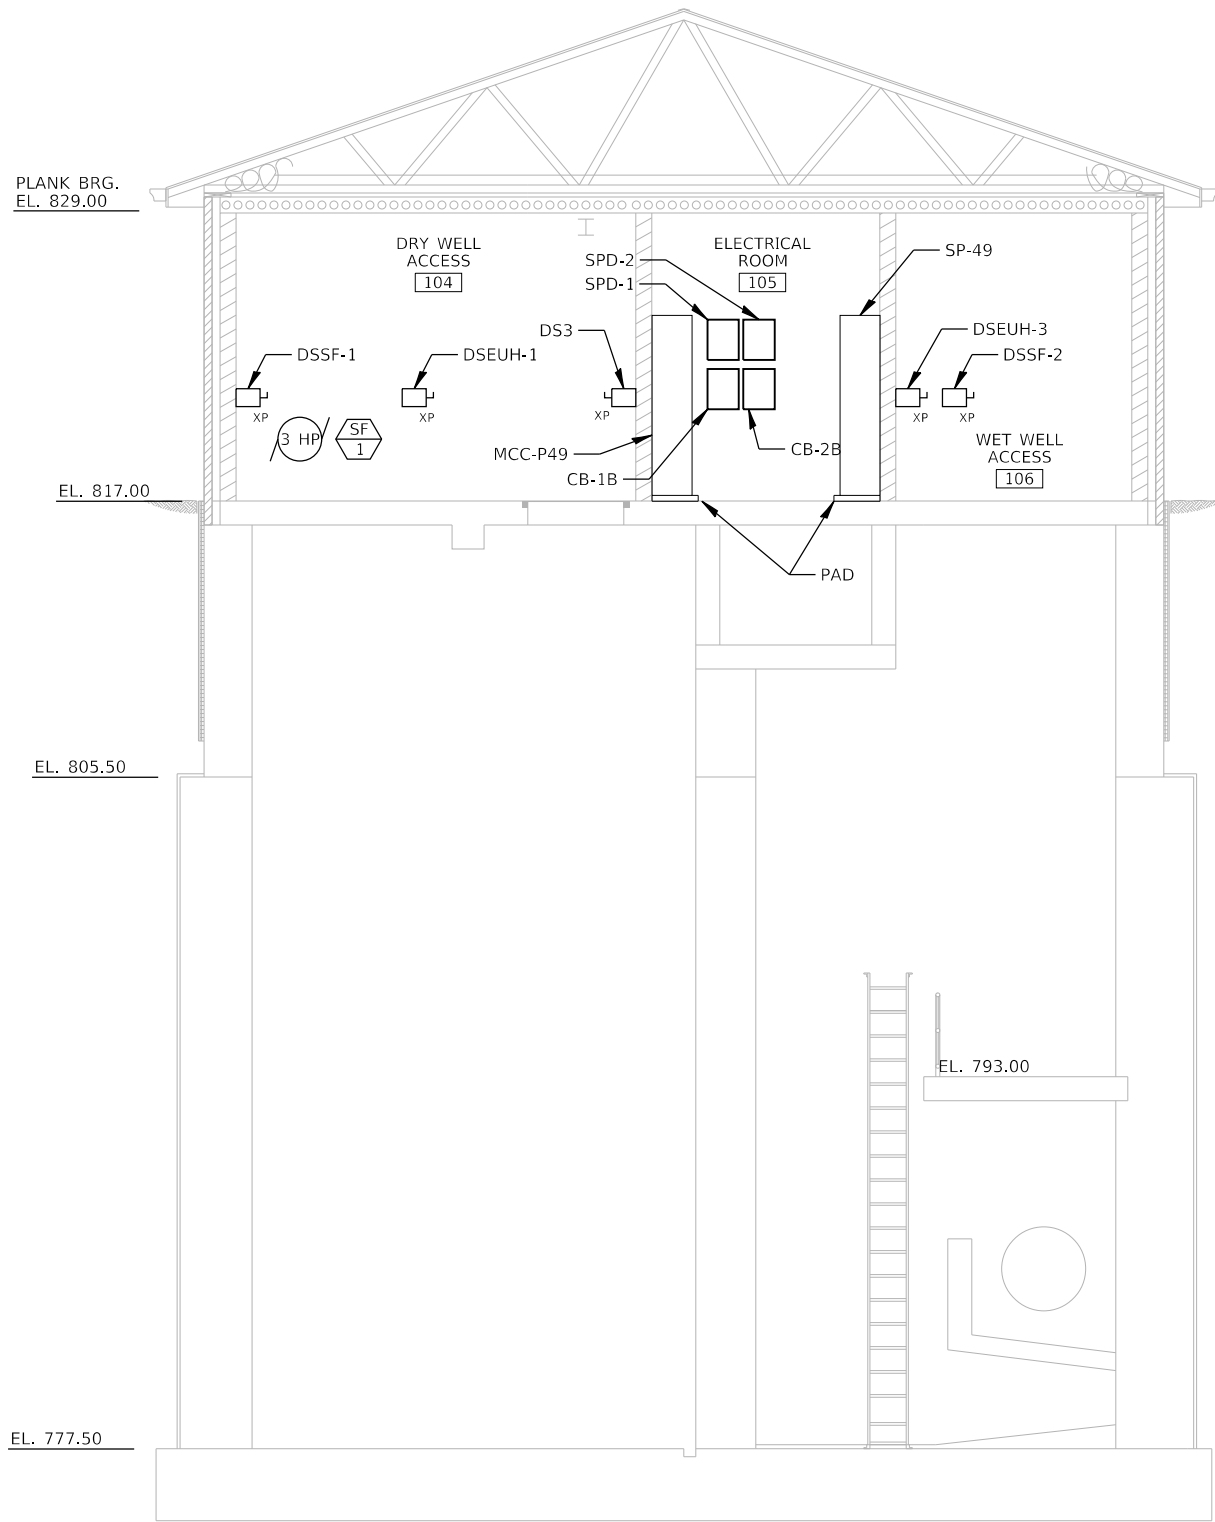 PLANK BRG.
EL. 829.00
DRY WELL
ACCESS
104
ELECTRICAL
ROOM
105
SPD-2
SPD-1
SP-49
DS3
DSSF-1
DSEUH-1
DSEUH-3
DSSF-2
XP
XP
XP
XP
XP
3 HP
SF
1
MCC-P49
CB-1B
CB-2B
WET WELL
ACCESS
106
EL. 817.00
PAD
EL. 805.50
EL. 793.00
EL. 777.50